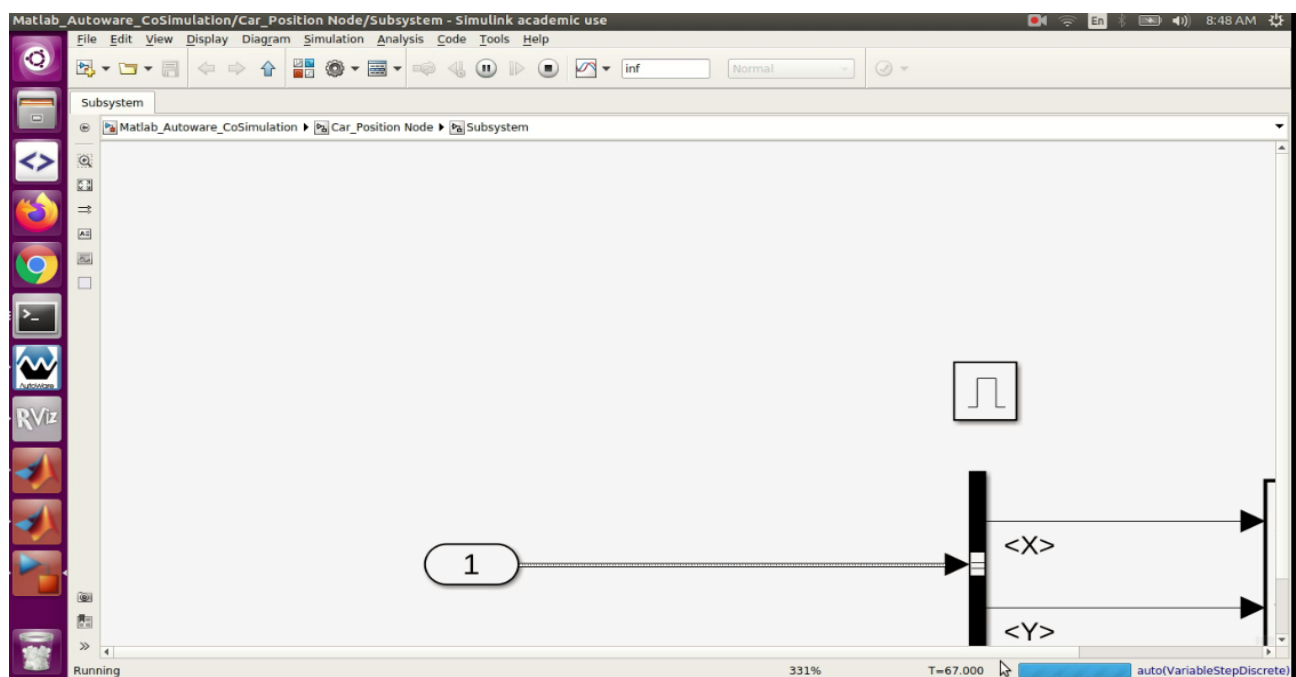 Matlab_Autoware_CoSimulation/Car_Position Node/Subsystem - Simulink academic use
En
8:48 AM
File Edit View Display Diagram Simulation Analysis Code Tools Help
inf
Normal
Subsystem
Matlab_Autoware_CoSimulation Car_Position Node Subsystem
>_
AutoWare
RViz
1
<X>
<Y>
Running
331%
T=67.000
auto(VariableStepDiscrete)